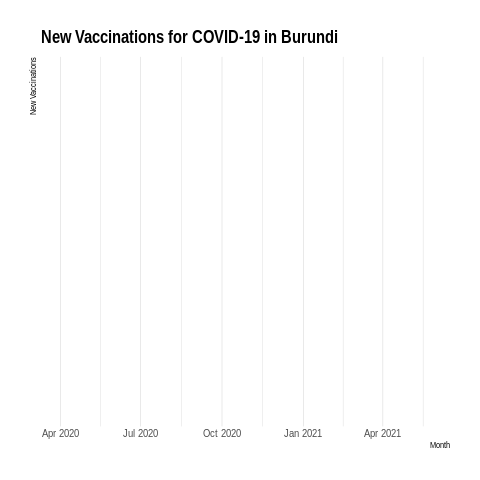 New Vaccinations for COVID-19 in Burundi
New Vaccinations
Apr 2020 Jul 2020 Oct 2020 Jan 2021 Apr 2021
Month